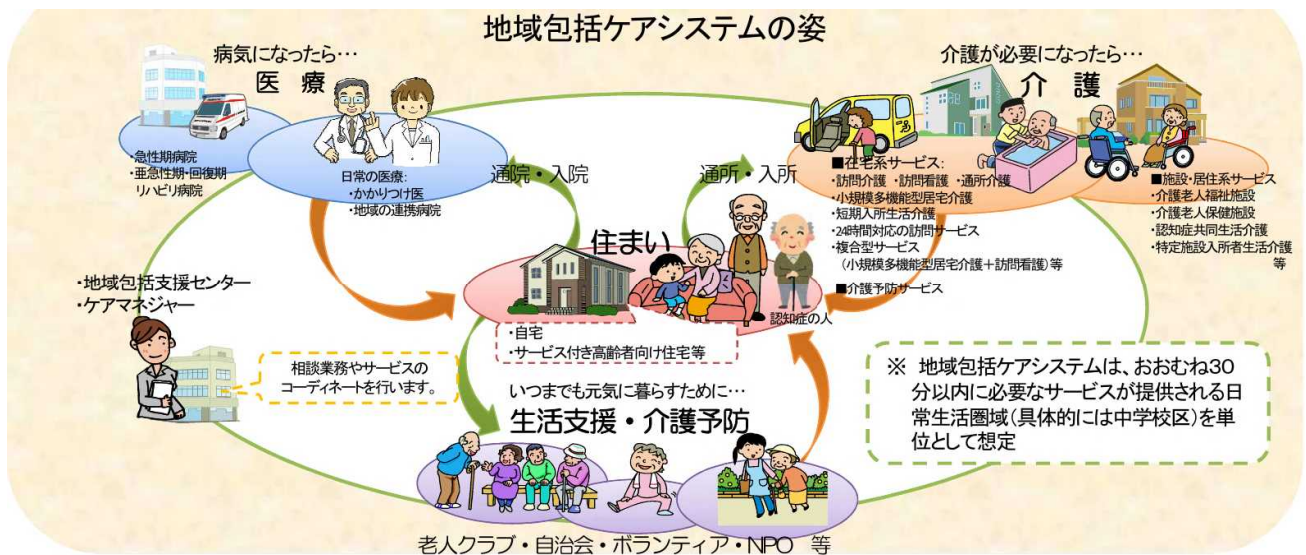 地域包括ケアシステムの姿
病気になったら…
医　療
・急性期病院
・亜急性期・回復期
リハビリ病院
日常の医療:
・かかりつけ医
・地域の連携病院
通院・入院
通所・入所
介護が必要になったら…
介　護
■在宅系サービス:
・訪問介護　・訪問看護　・通所介護
・小規模多機能型居宅介護
・短期入所生活介護
・24時間対応の訪問サービス
・複合型サービス
（小規模多機能型居宅介護＋訪問看護）等
■介護予防サービス
■施設・居住系サービス
・介護老人福祉施設
・介護老人保健施設
・認知症共同生活介護
・特定施設入所者生活介護
等
住まい
認知症の人
・自宅
・サービス付き高齢者向け住宅等
・地域包括支援センター
・ケアマネジャー
相談業務やサービスの
コーディネートを行います。
いつまでも元気に暮らすために…
生活支援・介護予防
老人クラブ・自治会・ボランティア・NPO　等
※　地域包括ケアシステムは、おおむね30
分以内に必要なサービスが提供される日
常生活圏域（具体的には中学校区）を単
位として想定